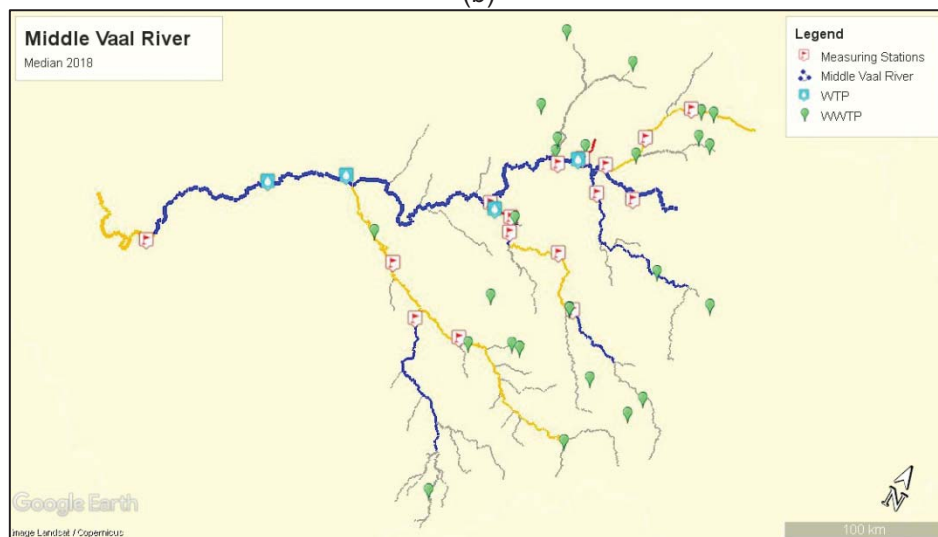 (b)
Middle Vaal River
Median 2018
Legend
Measuring Stations
Middle Vaal River
WTP
WWTP
Google Earth
Image Landsat / Copernicus
N
100 km